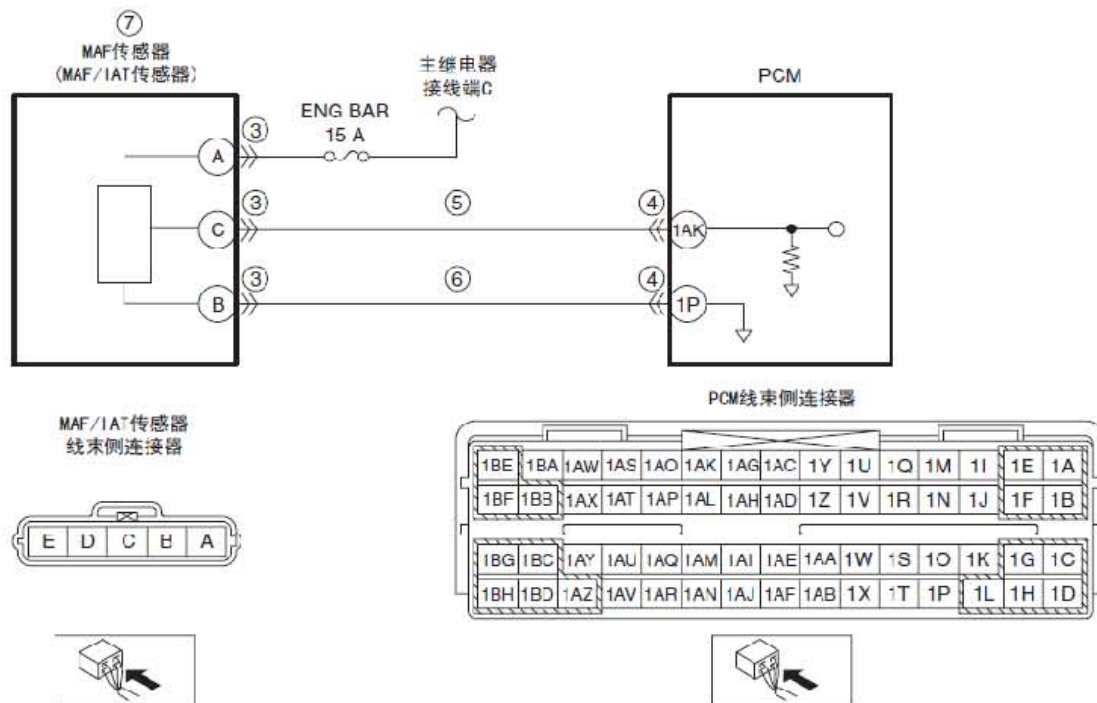 ⑦
MAF传感器
(MAF/IAT传感器)
主继电器
接线端C
PCM
ENG BAR
15 A
A ③
C ③ ⑤ ④ 1AK
B ③ ⑥ ④ 1P
MAF/IAT传感器
线束侧连接器
E D C B A
PCM线束侧连接器
1BE 1BA 1AW 1AS 1AO 1AK 1AG 1AC 1Y 1U 1Q 1M 1I 1E 1A
1BF 1BB 1AX 1AT 1AP 1AL 1AH 1AD 1Z 1V 1R 1N 1J 1F 1B
1BG 1BC 1AY 1AU 1AQ 1AM 1AI 1AE 1AA 1W 1S 1O 1K 1G 1C
1BH 1BD 1AZ 1AV 1AR 1AN 1AJ 1AF 1AB 1X 1T 1P 1L 1H 1D